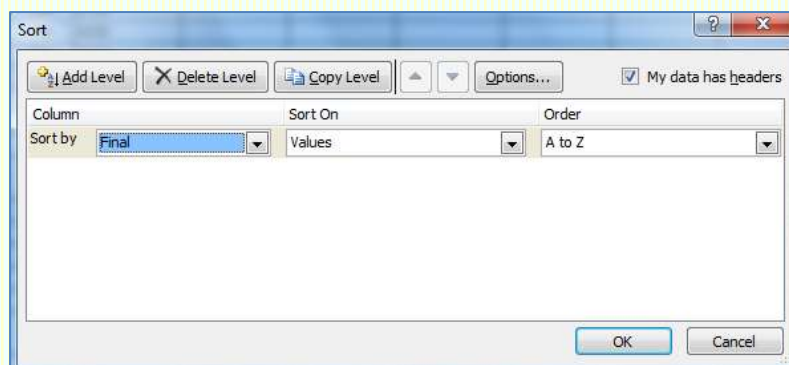 Sort
Add Level Delete Level Copy Level Options... My data has headers
Column Sort On Order
Sort by Final Values A to Z
OK Cancel